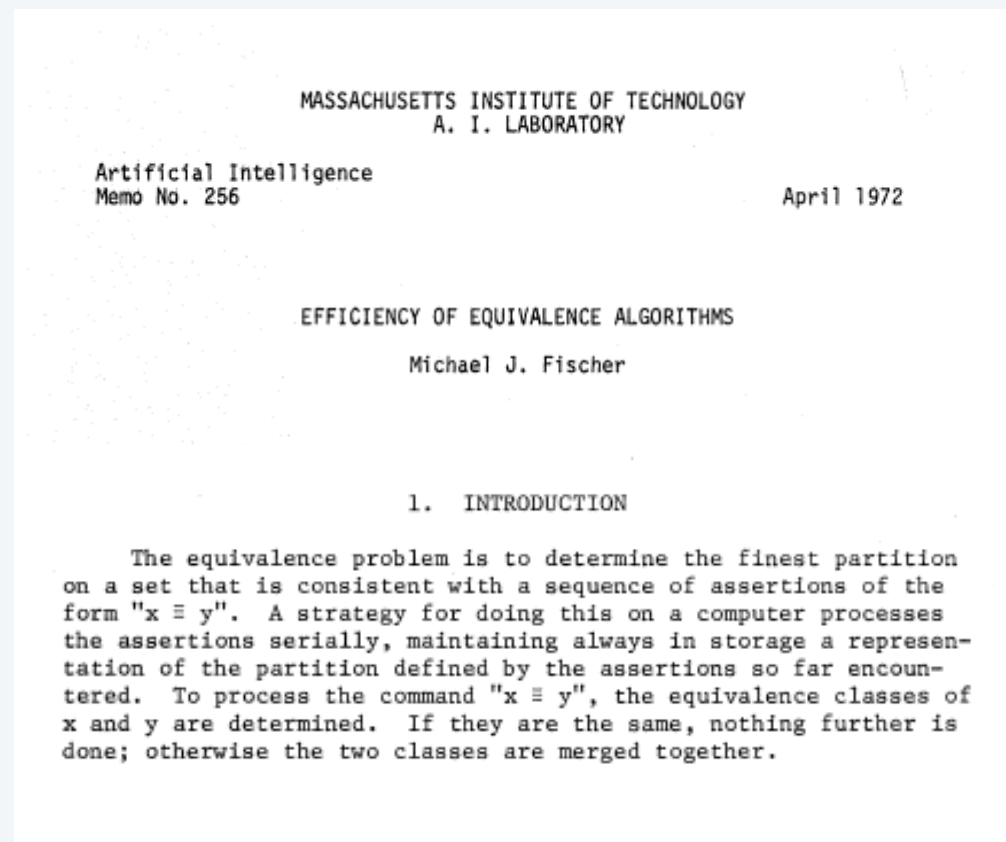 MASSACHUSETTS INSTITUTE OF TECHNOLOGY
A. I. LABORATORY
Artificial Intelligence
Memo No. 256 April 1972
EFFICIENCY OF EQUIVALENCE ALGORITHMS
Michael J. Fischer
1. INTRODUCTION
The equivalence problem is to determine the finest partition
on a set that is consistent with a sequence of assertions of the
form "x ≡ y". A strategy for doing this on a computer processes
the assertions serially, maintaining always in storage a represen-
tation of the partition defined by the assertions so far encoun-
tered. To process the command "x ≡ y", the equivalence classes of
x and y are determined. If they are the same, nothing further is
done; otherwise the two classes are merged together.